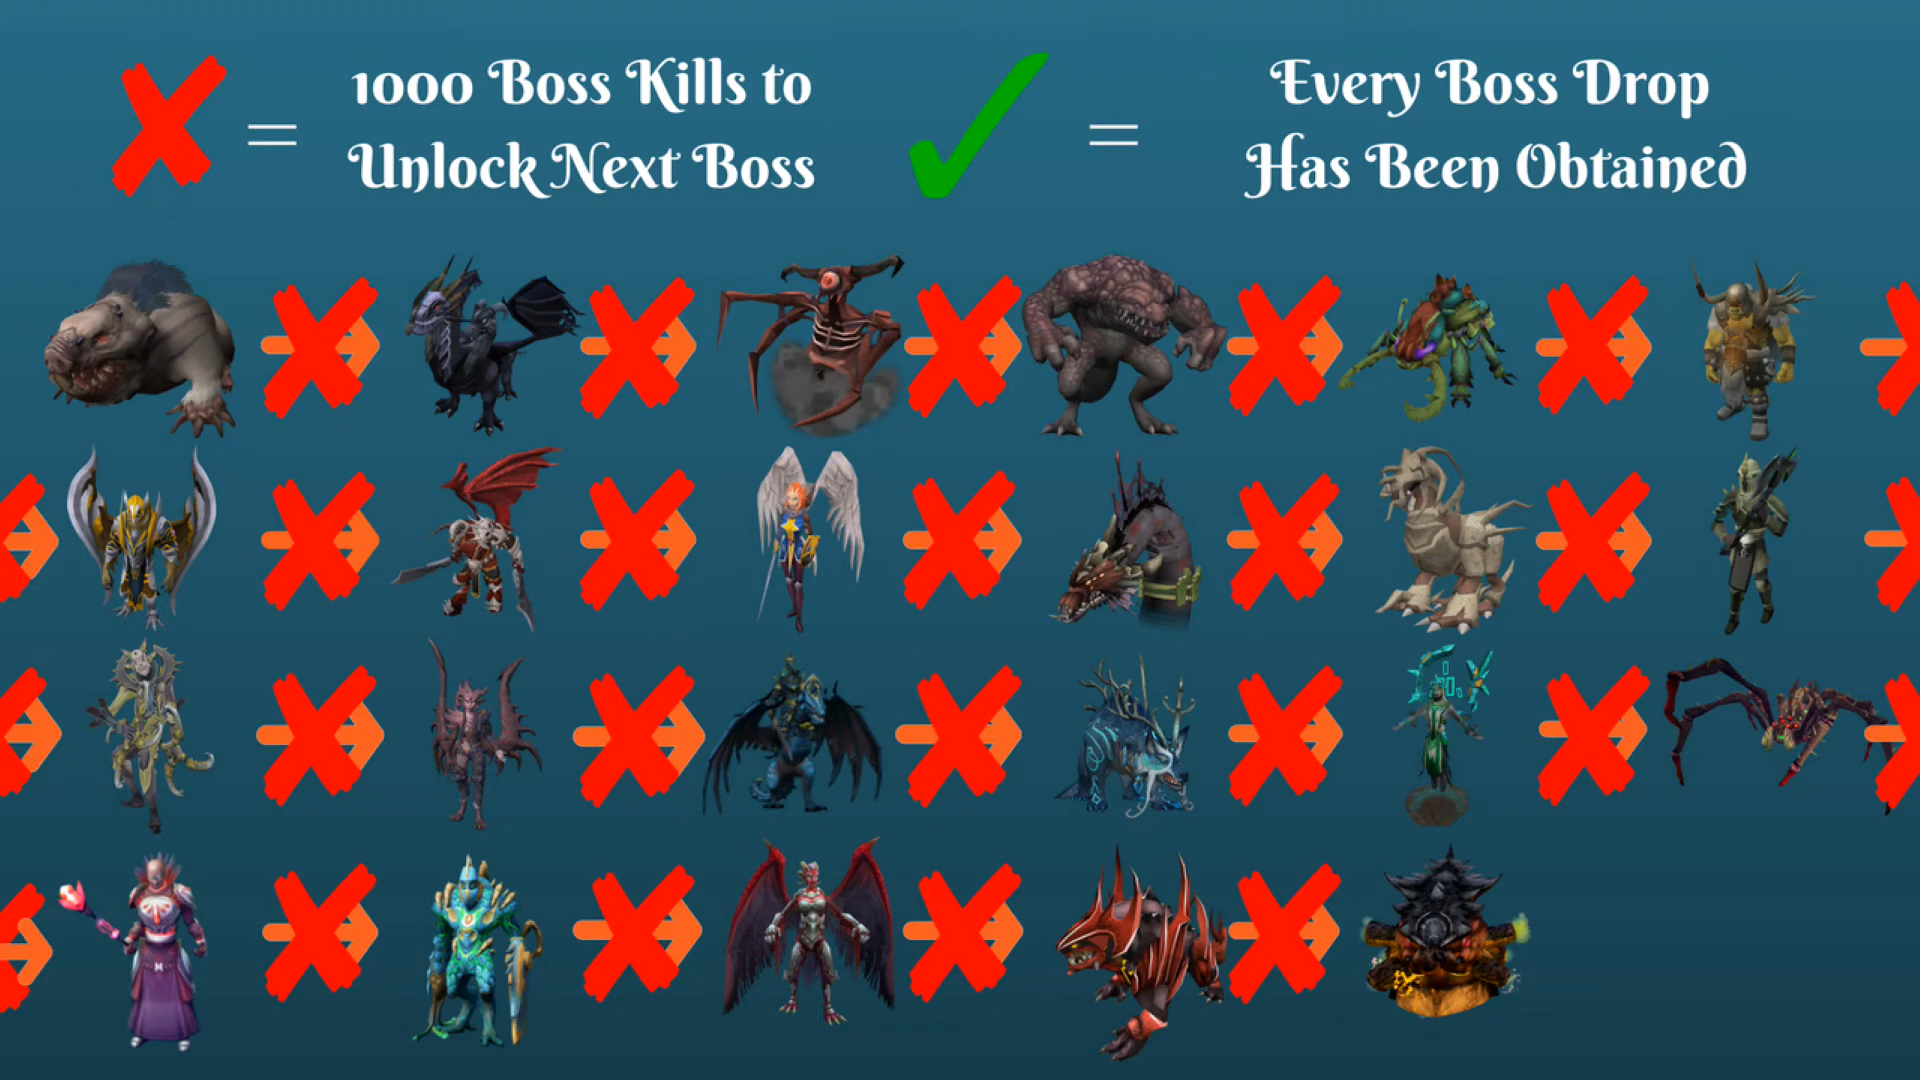 1000 Boss Kills to
Unlock Next Boss
=
Every Boss Drop
Has Been Obtained
=